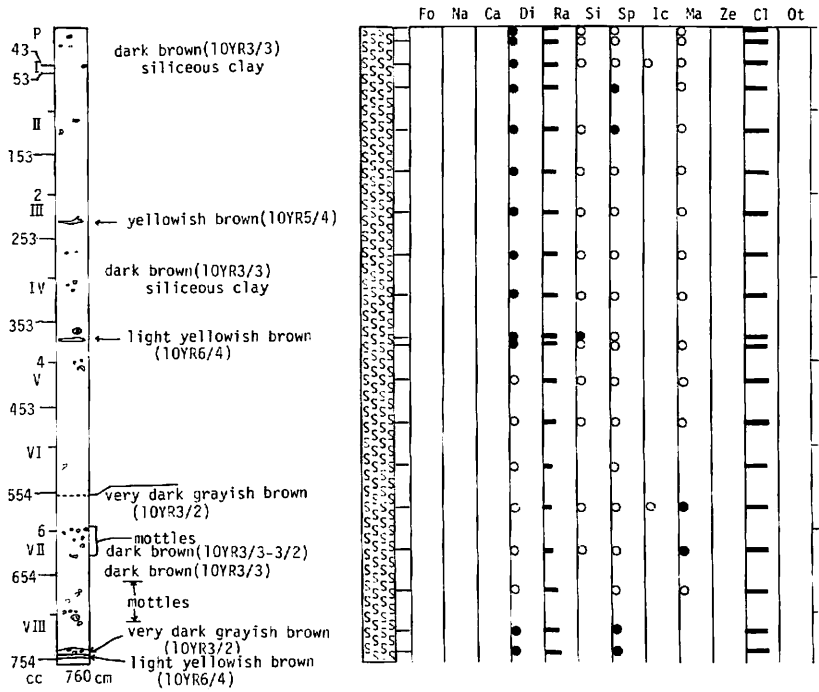 Fo Na Ca Di Ra Si Sp Ic Ma Ze Cl Ot
P
43
I
53
dark brown(10YR3/3)
siliceous clay
II
153
2
III
yellowish brown(10YR5/4)
253
dark brown(10YR3/3)
siliceous clay
IV
353
light yellowish brown
(10YR6/4)
4
V
453
VI
554
very dark grayish brown
(10YR3/2)
6
mottles
VII
dark brown(10YR3/3-3/2)
654
dark brown(10YR3/3)
mottles
VIII
very dark grayish brown
(10YR3/2)
754
light yellowish brown
(10YR6/4)
cc 760cm